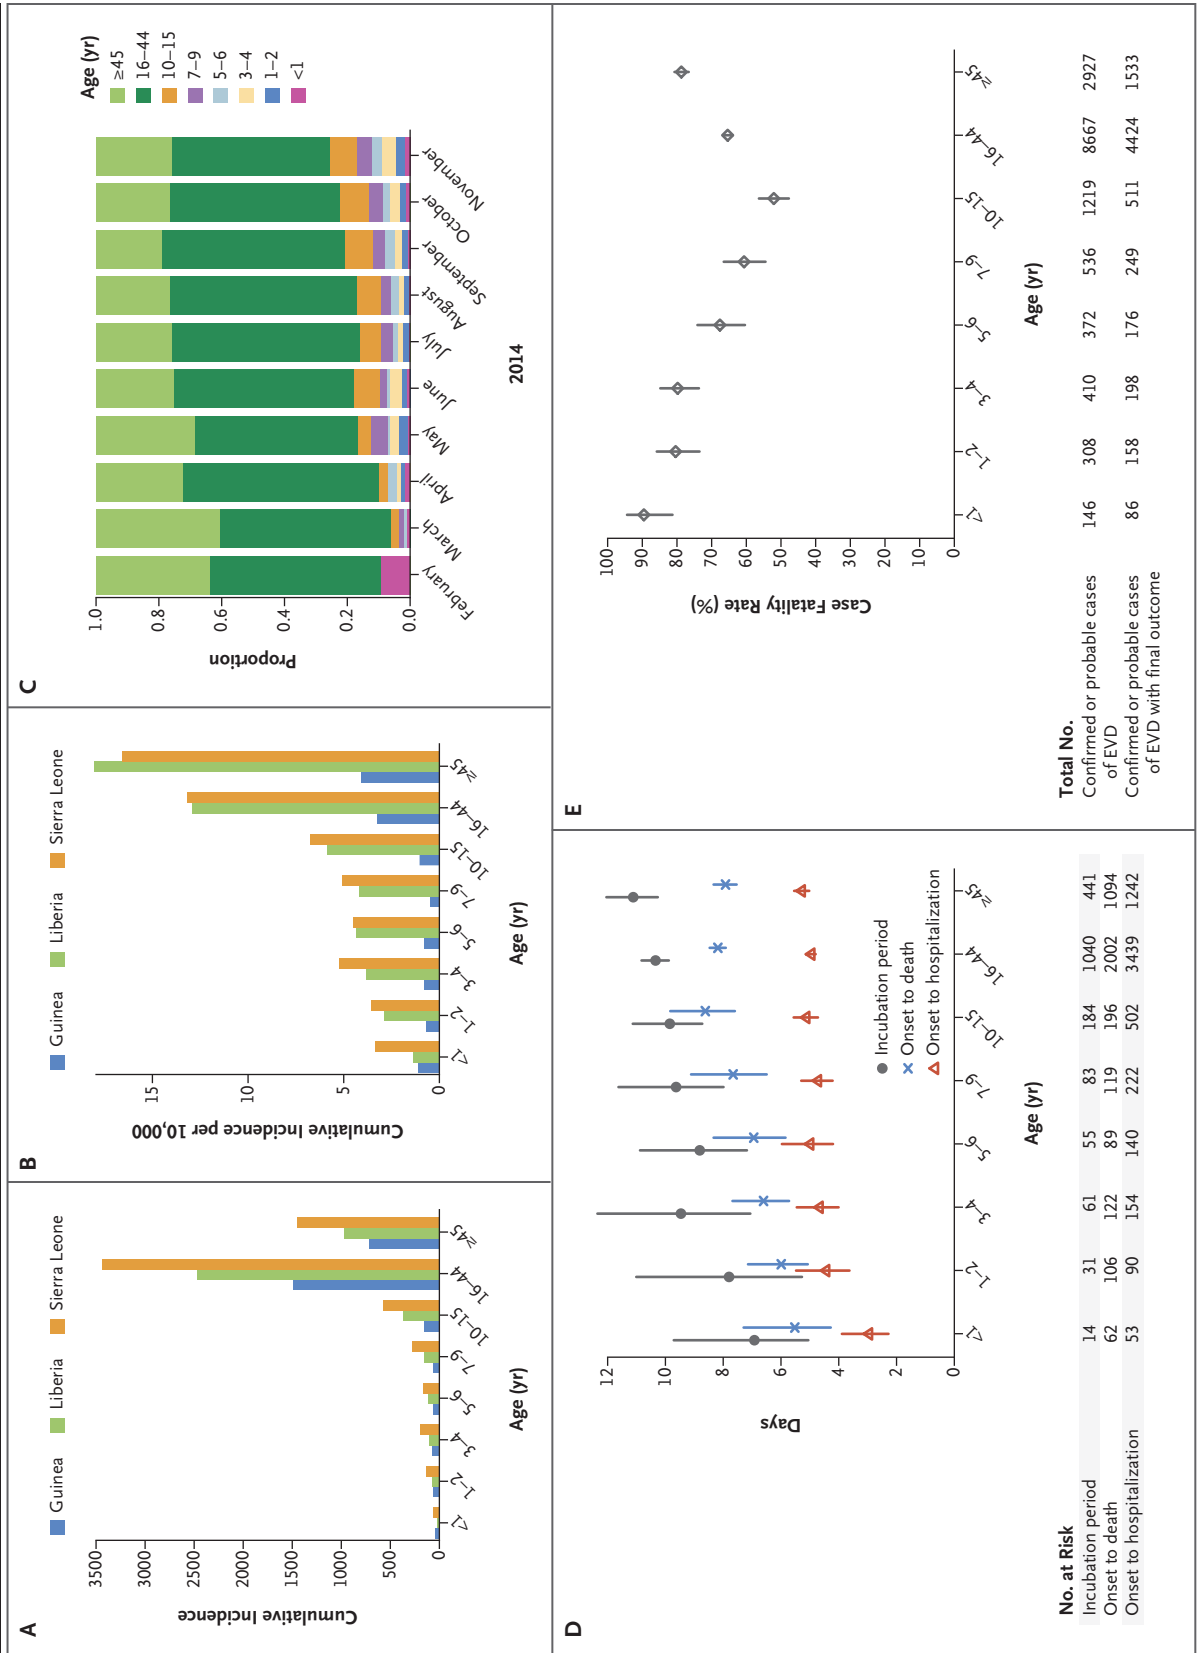 A
Guinea Liberia Sierra Leone
Cumulative Incidence
3500
3000
2500
2000
1500
1000
500
0
<1 1–2 3–4 5–6 7–9 10–15 16–44 ≥45
Age (yr)
B
Guinea Liberia Sierra Leone
Cumulative Incidence per 10,000
15
10
5
0
<1 1–2 3–4 5–6 7–9 10–15 16–44 ≥45
Age (yr)
C
Proportion
1.0
0.8
0.6
0.4
0.2
0.0
February March April May June July August September October November
2014
Age (yr)
≥45
16–44
10–15
7–9
5–6
3–4
1–2
<1
D
Days
12
10
8
6
4
2
0
Incubation period
Onset to death
Onset to hospitalization
<1 1–2 3–4 5–6 7–9 10–15 16–44 ≥45
Age (yr)
No. at Risk
Incubation period 14 31 61 55 83 184 1040 441
Onset to death 62 106 122 89 119 196 2002 1094
Onset to hospitalization 53 90 154 140 222 502 3439 1242
E
Case Fatality Rate (%)
100
90
80
70
60
50
40
30
20
10
0
<1 1–2 3–4 5–6 7–9 10–15 16–44 ≥45
Age (yr)
Total No.
Confirmed or probable cases 146 308 410 372 536 1219 8667 2927
of EVD
Confirmed or probable cases 86 158 198 176 249 511 4424 1533
of EVD with final outcome